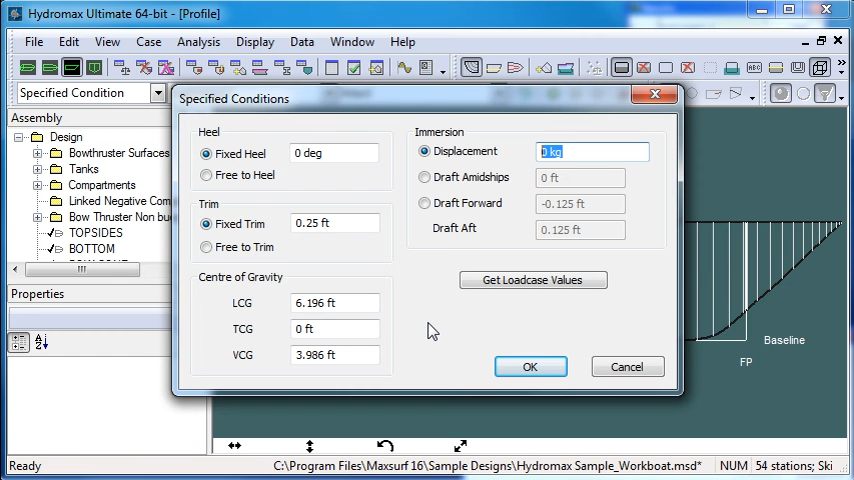 Hydromax Ultimate 64-bit - [Profile]
File Edit View Case Analysis Display Data Window Help
Specified Condition
Assembly
Design
Bowthruster Surfaces
Tanks
Compartments
Linked Negative Comp
Bow Thruster Non bu
TOPSIDES
BOTTOM
Properties
Specified Conditions
Heel
Fixed Heel 0 deg
Free to Heel
Trim
Fixed Trim 0.25 ft
Free to Trim
Centre of Gravity
LCG 6.196 ft
TCG 0 ft
VCG 3.986 ft
Immersion
Displacement 0 kg
Draft Amidships 0 ft
Draft Forward -0.125 ft
Draft Aft 0.125 ft
Get Loadcase Values
OK Cancel
Baseline
FP
Ready C:\Program Files\Maxsurf 16\Sample Designs\Hydromax Sample_Workboat.msd* NUM 54 stations; Ski